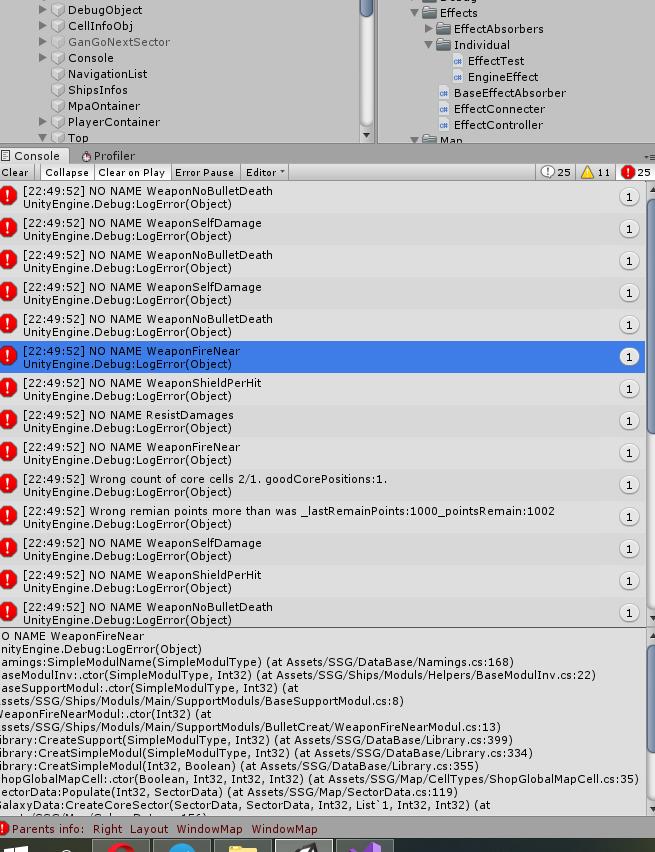 DebugObject
CellInfoObj
GanGoNextSector
Console
NavigationList
ShipsInfos
MpaOntainer
PlayerContainer
Top
Effects
EffectAbsorbers
Individual
EffectTest
EngineEffect
BaseEffectAbsorber
EffectConnecter
EffectController
Map
Console Profiler
Clear Collapse Clear on Play Error Pause Editor 25 11 25
[22:49:52] NO NAME WeaponNoBulletDeath
UnityEngine.Debug:LogError(Object) 1
[22:49:52] NO NAME WeaponSelfDamage
UnityEngine.Debug:LogError(Object) 1
[22:49:52] NO NAME WeaponNoBulletDeath
UnityEngine.Debug:LogError(Object) 1
[22:49:52] NO NAME WeaponSelfDamage
UnityEngine.Debug:LogError(Object) 1
[22:49:52] NO NAME WeaponNoBulletDeath
UnityEngine.Debug:LogError(Object) 1
[22:49:52] NO NAME WeaponFireNear
UnityEngine.Debug:LogError(Object) 1
[22:49:52] NO NAME WeaponShieldPerHit
UnityEngine.Debug:LogError(Object) 1
[22:49:52] NO NAME ResistDamages
UnityEngine.Debug:LogError(Object) 1
[22:49:52] NO NAME WeaponFireNear
UnityEngine.Debug:LogError(Object) 1
[22:49:52] Wrong count of core cells 2/1. goodCorePositions:1.
UnityEngine.Debug:LogError(Object) 1
[22:49:52] Wrong remian points more than was _lastRemainPoints:1000_pointsRemain:1002
UnityEngine.Debug:LogError(Object) 1
[22:49:52] NO NAME WeaponSelfDamage
UnityEngine.Debug:LogError(Object) 1
[22:49:52] NO NAME WeaponShieldPerHit
UnityEngine.Debug:LogError(Object) 1
[22:49:52] NO NAME WeaponNoBulletDeath
UnityEngine.Debug:LogError(Object) 1
O NAME WeaponFireNear
nityEngine.Debug:LogError(Object)
amings:SimpleModulName(SimpleModulType) (at Assets/SSG/DataBase/Namings.cs:168)
aseModulInv:.ctor(SimpleModulType, Int32) (at Assets/SSG/Ships/Moduls/Helpers/BaseModulInv.cs:22)
aseSupportModul:.ctor(SimpleModulType, Int32) (at
Assets/SSG/Ships/Moduls/Main/SupportModuls/BaseSupportModul.cs:8)
WeaponFireNearModul:.ctor(Int32) (at
ssets/SSG/Ships/Moduls/Main/SupportModuls/BulletCreat/WeaponFireNearModul.cs:13)
ibrary:CreateSupport(SimpleModulType, Int32) (at Assets/SSG/DataBase/Library.cs:399)
ibrary:CreatSimpleModul(SimpleModulType, Int32) (at Assets/SSG/DataBase/Library.cs:334)
ibrary:CreatSimpleModul(Int32, Boolean) (at Assets/SSG/DataBase/Library.cs:355)
hopGlobalMapCell:.ctor(Boolean, Int32, Int32, Int32) (at Assets/SSG/Map/CellTypes/ShopGlobalMapCell.cs:35)
ectorData:Populate(Int32, SectorData) (at Assets/SSG/Map/SectorData.cs:119)
GalaxyData:CreateCoreSector(SectorData, SectorData, Int32, List`1, Int32, Int32) (at
Parents info: Right Layout WindowMap WindowMap